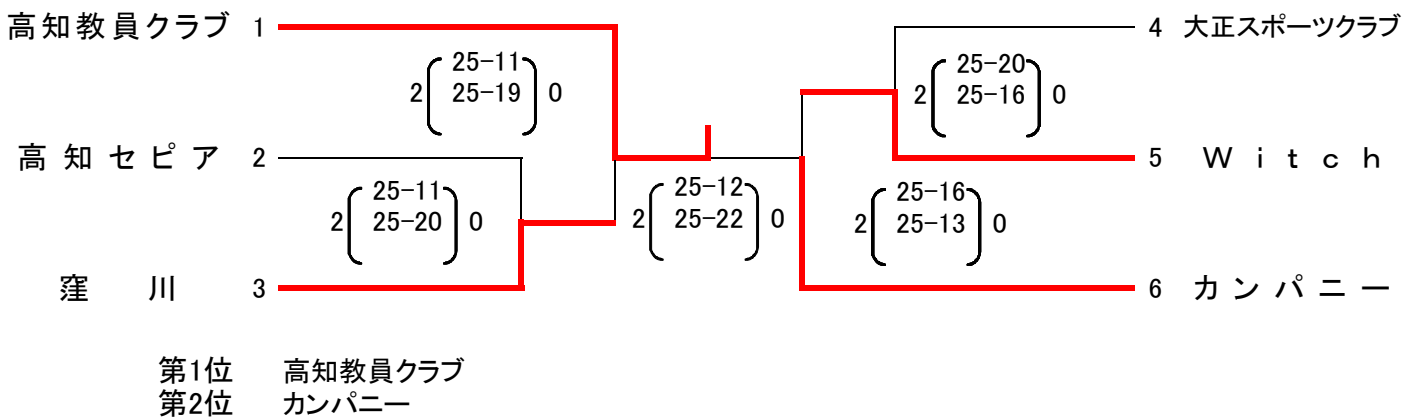 高知教員クラブ 1
4 大正スポーツクラブ
2 25-11 25-19 0
2 25-20 25-16 0
高知セピア 2
5 Ｗｉｔｃｈ
2 25-11 25-20 0
2 25-12 25-22 0
2 25-16 25-13 0
窪川 3
6 カンパニー
第1位 高知教員クラブ
第2位 カンパニー